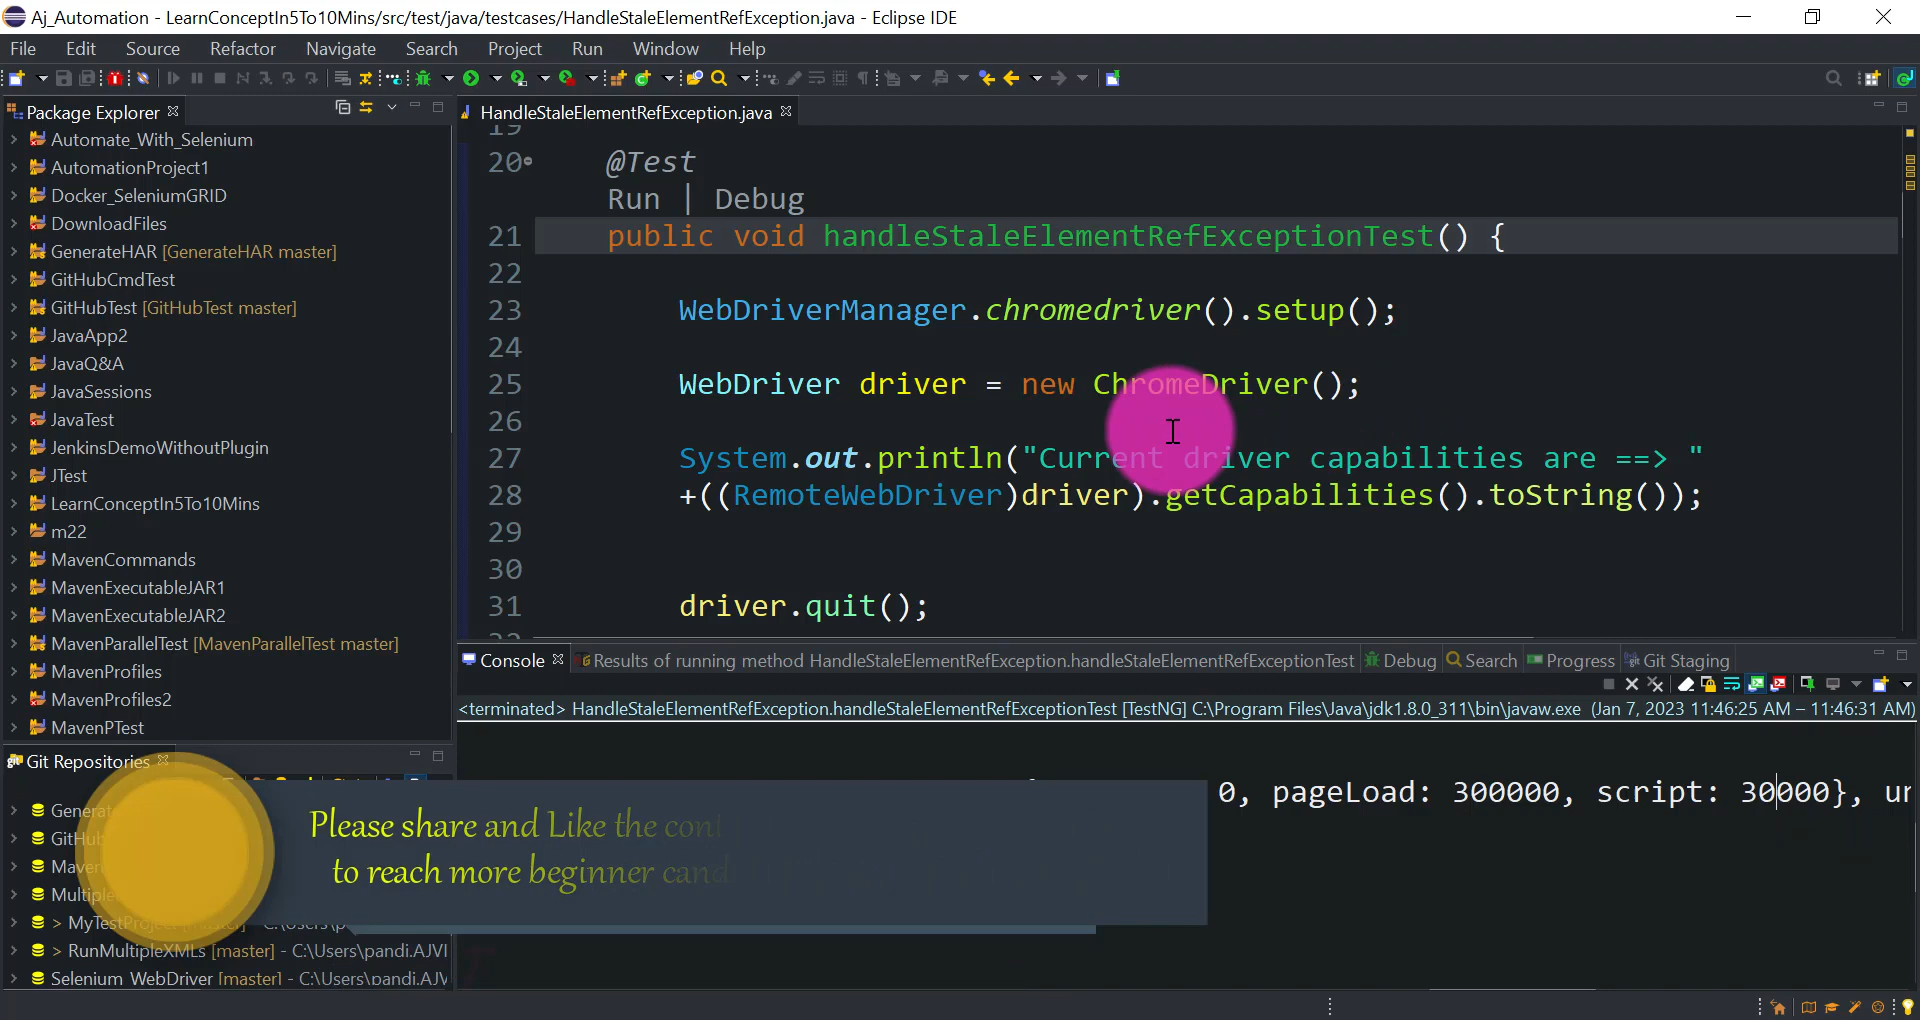 Aj_Automation - LearnConceptIn5To10Mins/src/test/java/testcases/HandleStaleElementRefException.java - Eclipse IDE
File Edit Source Refactor Navigate Search Project Run Window Help
Package Explorer
Automate_With_Selenium
AutomationProject1
Docker_SeleniumGRID
DownloadFiles
GenerateHAR [GenerateHAR master]
GitHubCmdTest
GitHubTest [GitHubTest master]
JavaApp2
JavaQ&A
JavaSessions
JavaTest
JenkinsDemoWithoutPlugin
JTest
LearnConceptIn5To10Mins
m22
MavenCommands
MavenExecutableJAR1
MavenExecutableJAR2
MavenParallelTest [MavenParallelTest master]
MavenProfiles
MavenProfiles2
MavenPTest
HandleStaleElementRefException.java
19
20 @Test
Run | Debug
21 public void handleStaleElementRefExceptionTest() {
22
23 WebDriverManager.chromedriver().setup();
24
25 WebDriver driver = new ChromeDriver();
26
27 System.out.println("Current driver capabilities are ==> "
28 +((RemoteWebDriver)driver).getCapabilities().toString());
29
30
31 driver.quit();
Console Results of running method HandleStaleElementRefException.handleStaleElementRefExceptionTest Debug Search Progress Git Staging
<terminated> HandleStaleElementRefException.handleStaleElementRefExceptionTest [TestNG] C:\Program Files\Java\jdk1.8.0_311\bin\javaw.exe (Jan 7, 2023 11:46:25 AM – 11:46:31 AM)
0, pageLoad: 300000, script: 30000}, un
Git Repositories
> MyTestProject [master]
> RunMultipleXMLs [master] - C:\Users\pandi.AJVI
Selenium_WebDriver [master] - C:\Users\pandi.AJV
Please share and Like the cont
to reach more beginner cand